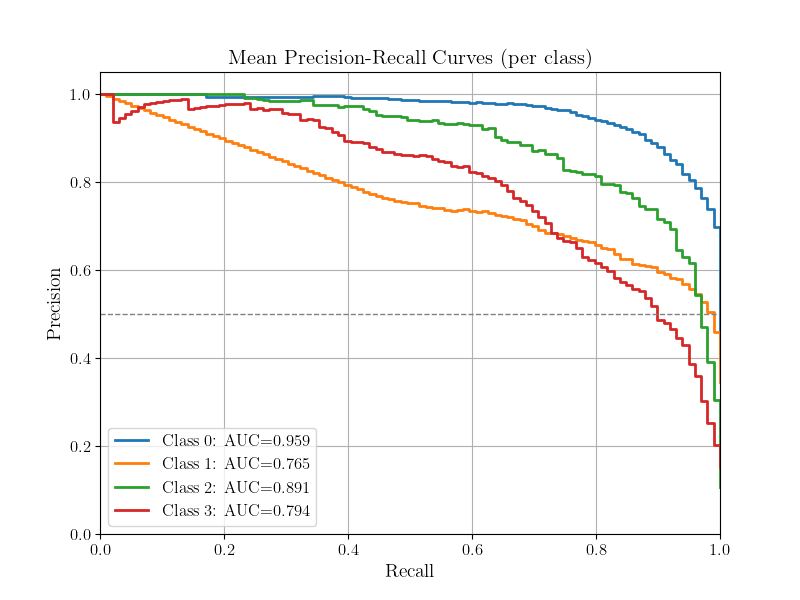 Mean Precision-Recall Curves (per class)
1.0
0.8
0.6
0.4
0.2
0.0
Precision
Class 0: AUC=0.959
Class 1: AUC=0.765
Class 2: AUC=0.891
Class 3: AUC=0.794
0.0 0.2 0.4 0.6 0.8 1.0
Recall